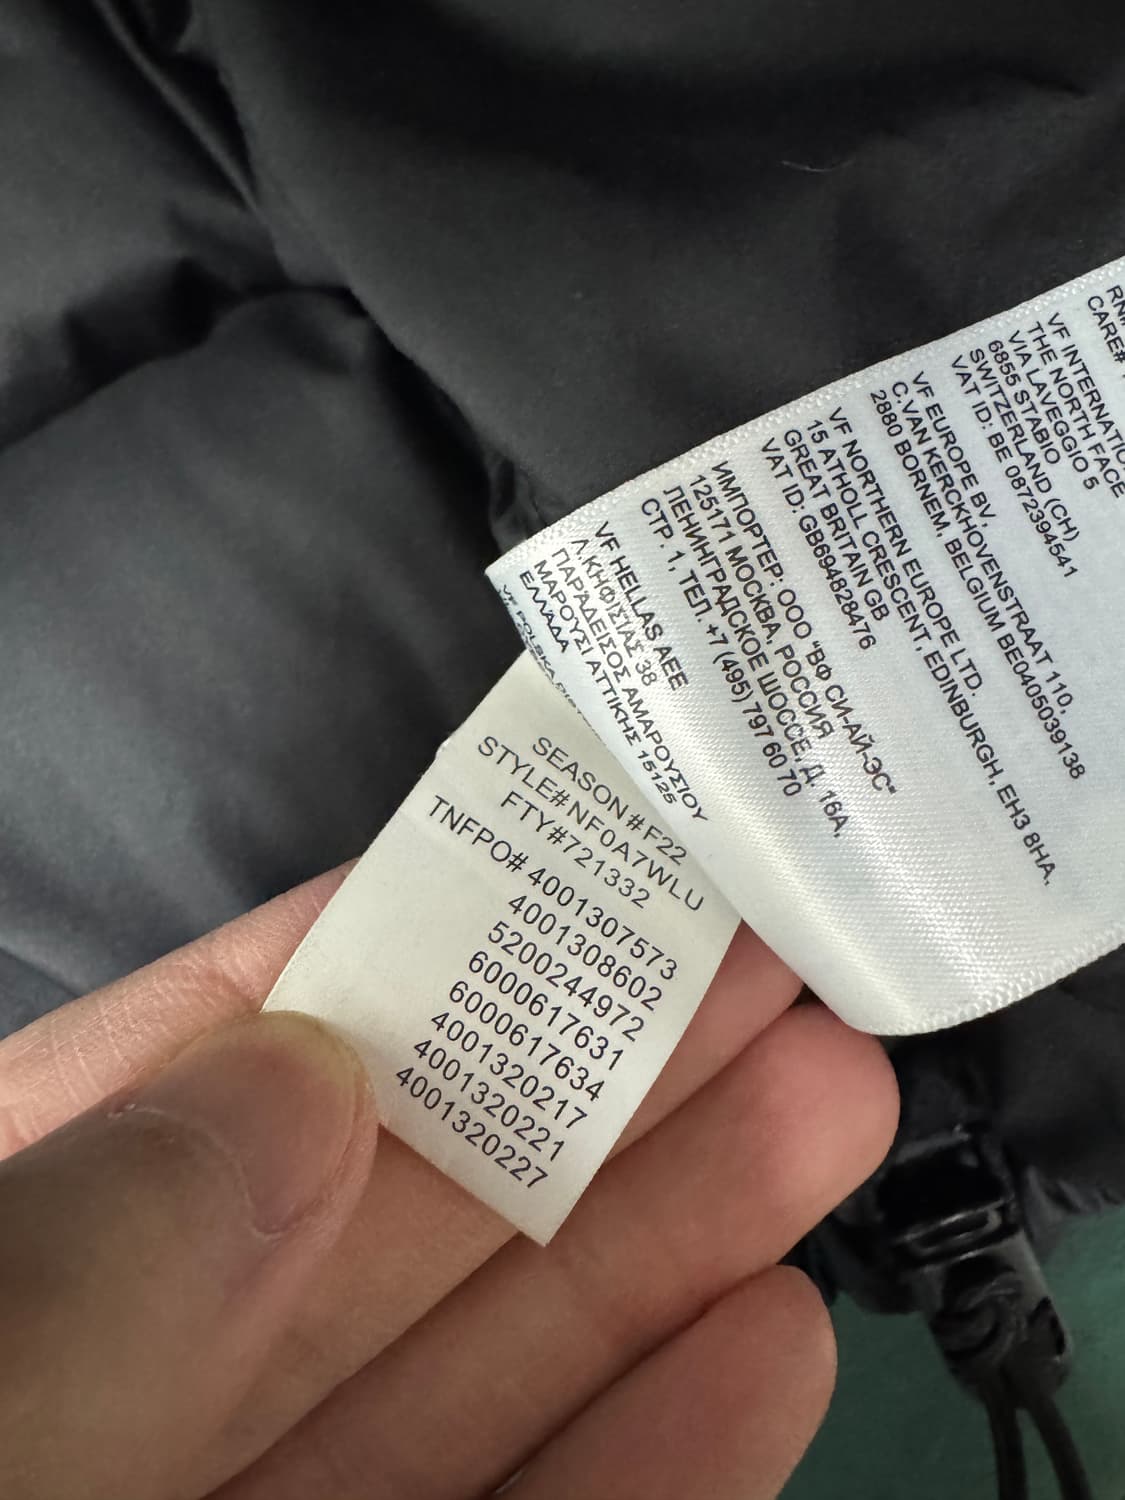 CARE#
VF INTERNATIO
THE NORTH FACE
VIA LAVEGGIO 5
6855 STABIO
SWITZERLAND (CH)
VAT ID: BE 0872394541
VF EUROPE BV,
C.VAN KERCKHOVENSTRAAT 110,
2880 BORNEM, BELGIUM BE0405039138
VF NORTHERN EUROPE LTD.
15 ATHOLL CRESCENT, EDINBURGH, EH3 8HA,
GREAT BRITAIN GB
VAT ID: GB694828476
ИМПОРТЕР: ООО "ВФ СИ-АЙ-ЭС"
125171 МОСКВА, РОССИЯ
ЛЕНИНГРАДСКОЕ ШОССЕ, Д. 16А,
СТР. 1, ТЕЛ. +7 (495) 797 60 70
VF HELLAS AEE
Λ.ΚΗΦΙΣΙΑΣ 38
ΠΑΡΑΔΕΙΣΟΣ ΑΜΑΡΟΥΣΙΟΥ
ΜΑΡΟΥΣΙ ΑΤΤΙΚΗΣ 15125
ΕΛΛΑΔΑ
VF POLSKA
SEASON#F22
STYLE#NF0A7WLU
FTY#721332
TNFPO#4001307573
4001308602
5200244972
6000617631
6000617634
4001320217
4001320221
4001320227